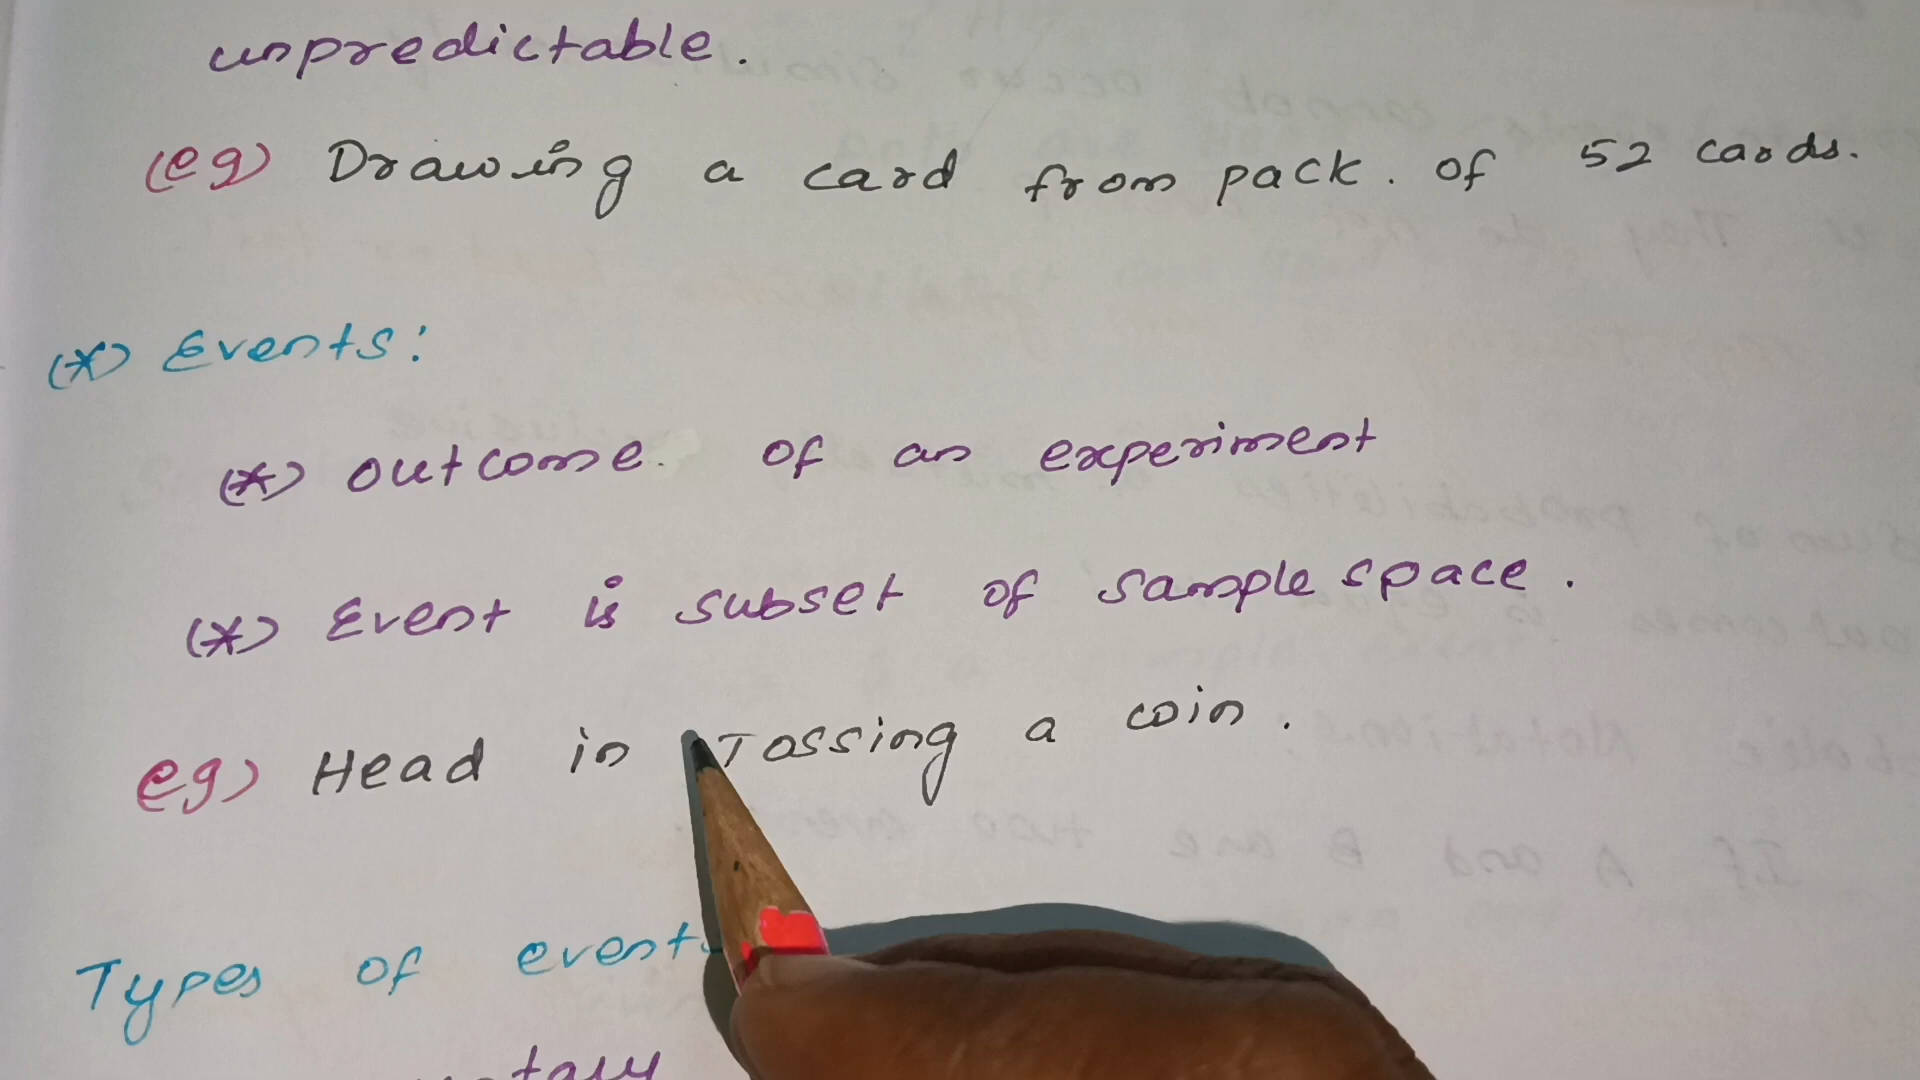 unpredictable.
(eg) Drawing a card from pack. of 52 cards.
(*) Events:
(*) outcome. of an experiment
(*) Event is subset of sample space.
eg) Head in Tossing a coin.
Types of events